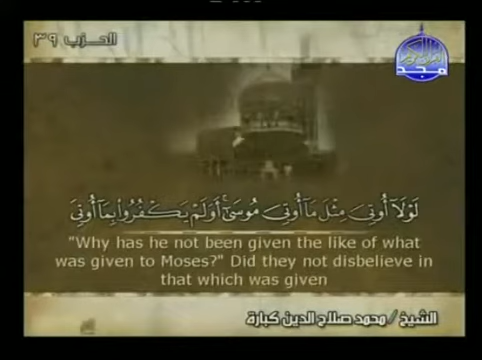 الحزب ٣٩
مجد
لَوْلَآ أُوتِىَ مِثْلَ مَآ أُوتِىَ مُوسَىٰٓ ۚ أَوَلَمْ يَكْفُرُوا۟ بِمَآ أُوتِىَ
"Why has he not been given the like of what
was given to Moses?" Did they not disbelieve in
that which was given
الشيخ / محمد صلاح الدين كبارة